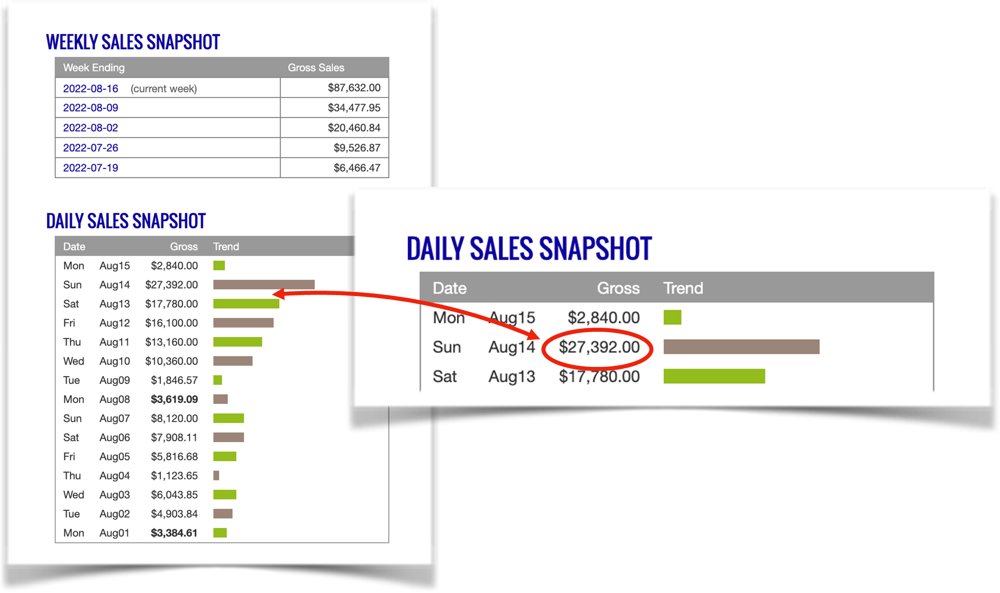 WEEKLY SALES SNAPSHOT
Week Ending Gross Sales
2022-08-16 (current week) $87,632.00
2022-08-09 $34,477.95
2022-08-02 $20,460.84
2022-07-26 $9,526.87
2022-07-19 $6,466.47
DAILY SALES SNAPSHOT
Date Gross Trend
Mon Aug15 $2,840.00
Sun Aug14 $27,392.00
Sat Aug13 $17,780.00
Fri Aug12 $16,100.00
Thu Aug11 $13,160.00
Wed Aug10 $10,360.00
Tue Aug09 $1,846.57
Mon Aug08 $3,619.09
Sun Aug07 $8,120.00
Sat Aug06 $7,908.11
Fri Aug05 $5,816.68
Thu Aug04 $1,123.65
Wed Aug03 $6,043.85
Tue Aug02 $4,903.84
Mon Aug01 $3,384.61
DAILY SALES SNAPSHOT
Date Gross Trend
Mon Aug15 $2,840.00
Sun Aug14 $27,392.00
Sat Aug13 $17,780.00